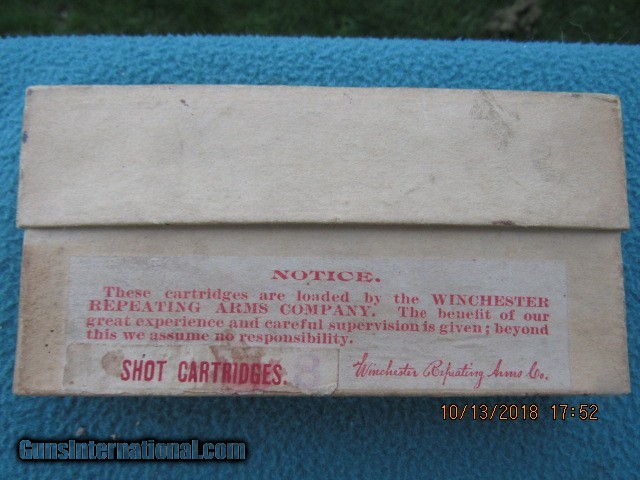 NOTICE.
These cartridges are loaded by the WINCHESTER
REPEATING ARMS COMPANY. The benefit of our
great experience and careful supervision is given; beyond
this we assume no responsibility.
SHOT CARTRIDGES. 8
Winchester Repeating Arms Co.
10/13/2018 17:52
GunsInternational.com